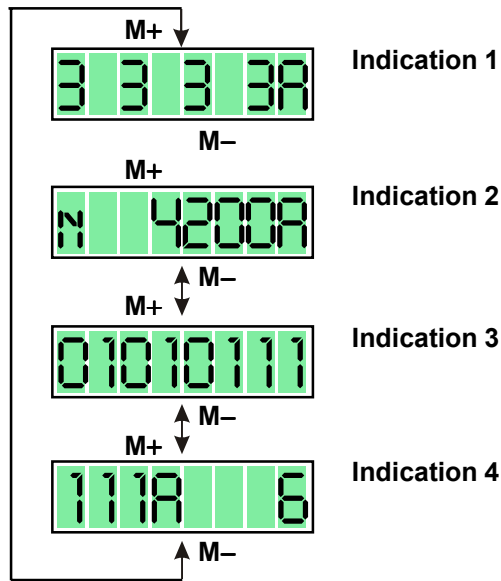 M+
3 3 3 3A Indication 1
M–
M+
N 4200A Indication 2
M–
M+
01010111 Indication 3
M–
M+
111A 6 Indication 4
M–